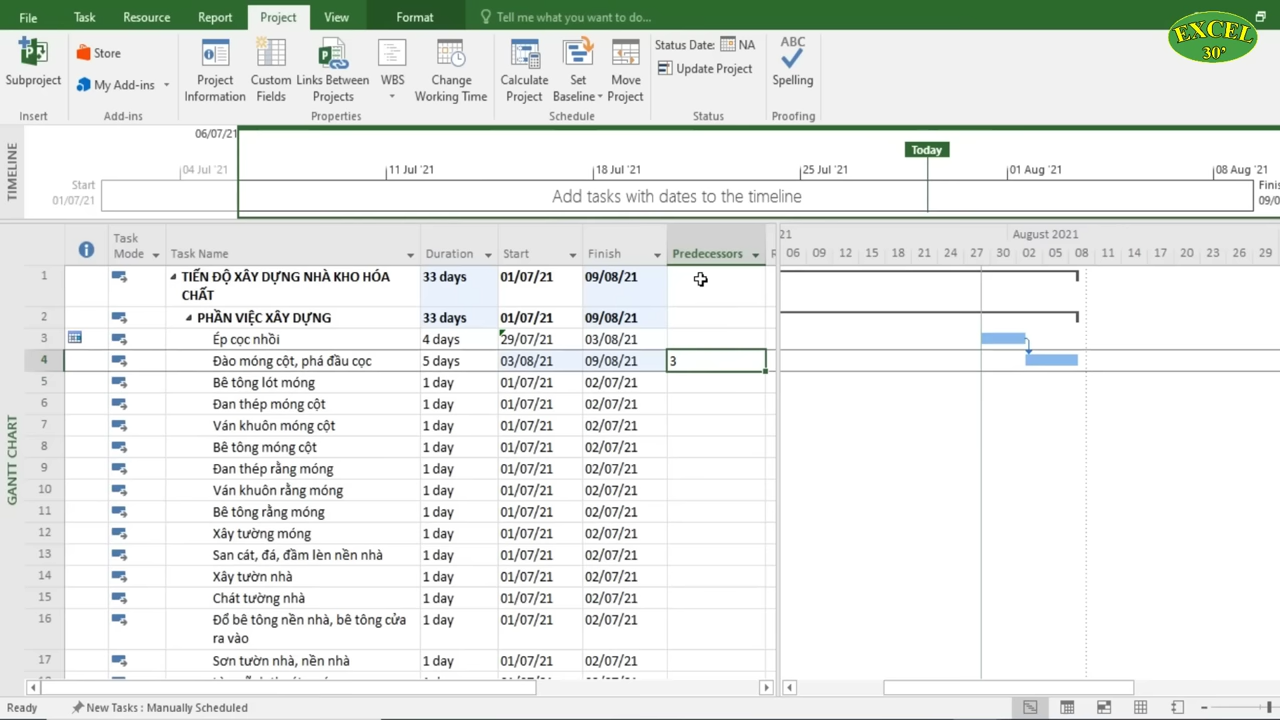 File Task Resource Report Project View Format Tell me what you want to do...
EXCEL
30'
Subproject
Store
My Add-ins
Project
Information
Custom
Fields
Links Between
Projects
WBS
Change
Working Time
Calculate
Project
Set
Baseline
Move
Project
Status Date: NA
Update Project
ABC
Spelling
Insert Add-ins Properties Schedule Status Proofing
TIMELINE
06/07/21
Today
04 Jul '21 11 Jul '21 18 Jul '21 25 Jul '21 01 Aug '21 08 Aug '21
Start
01/07/21
Add tasks with dates to the timeline
Finis
09/0
GANTT CHART
Task
Mode
Task Name Duration Start Finish Predecessors R
21 August 2021
06 09 12 15 18 21 24 27 30 02 05 08 11 14 17 20 23 26 29
1 TIẾN ĐỘ XÂY DỰNG NHÀ KHO HÓA 33 days 01/07/21 09/08/21
CHẤT
2 PHẦN VIỆC XÂY DỰNG 33 days 01/07/21 09/08/21
3 Ép cọc nhồi 4 days 29/07/21 03/08/21
4 Đào móng cột, phá đầu cọc 5 days 03/08/21 09/08/21 3
5 Bê tông lót móng 1 day 01/07/21 02/07/21
6 Đan thép móng cột 1 day 01/07/21 02/07/21
7 Ván khuôn móng cột 1 day 01/07/21 02/07/21
8 Bê tông móng cột 1 day 01/07/21 02/07/21
9 Đan thép rằng móng 1 day 01/07/21 02/07/21
10 Ván khuôn rằng móng 1 day 01/07/21 02/07/21
11 Bê tông rằng móng 1 day 01/07/21 02/07/21
12 Xây tường móng 1 day 01/07/21 02/07/21
13 San cát, đá, đầm lèn nền nhà 1 day 01/07/21 02/07/21
14 Xây tườn nhà 1 day 01/07/21 02/07/21
15 Chát tường nhà 1 day 01/07/21 02/07/21
16 Đổ bê tông nền nhà, bê tông cửa 1 day 01/07/21 02/07/21
ra vào
17 Sơn tườn nhà, nền nhà 1 day 01/07/21 02/07/21
Ready New Tasks : Manually Scheduled